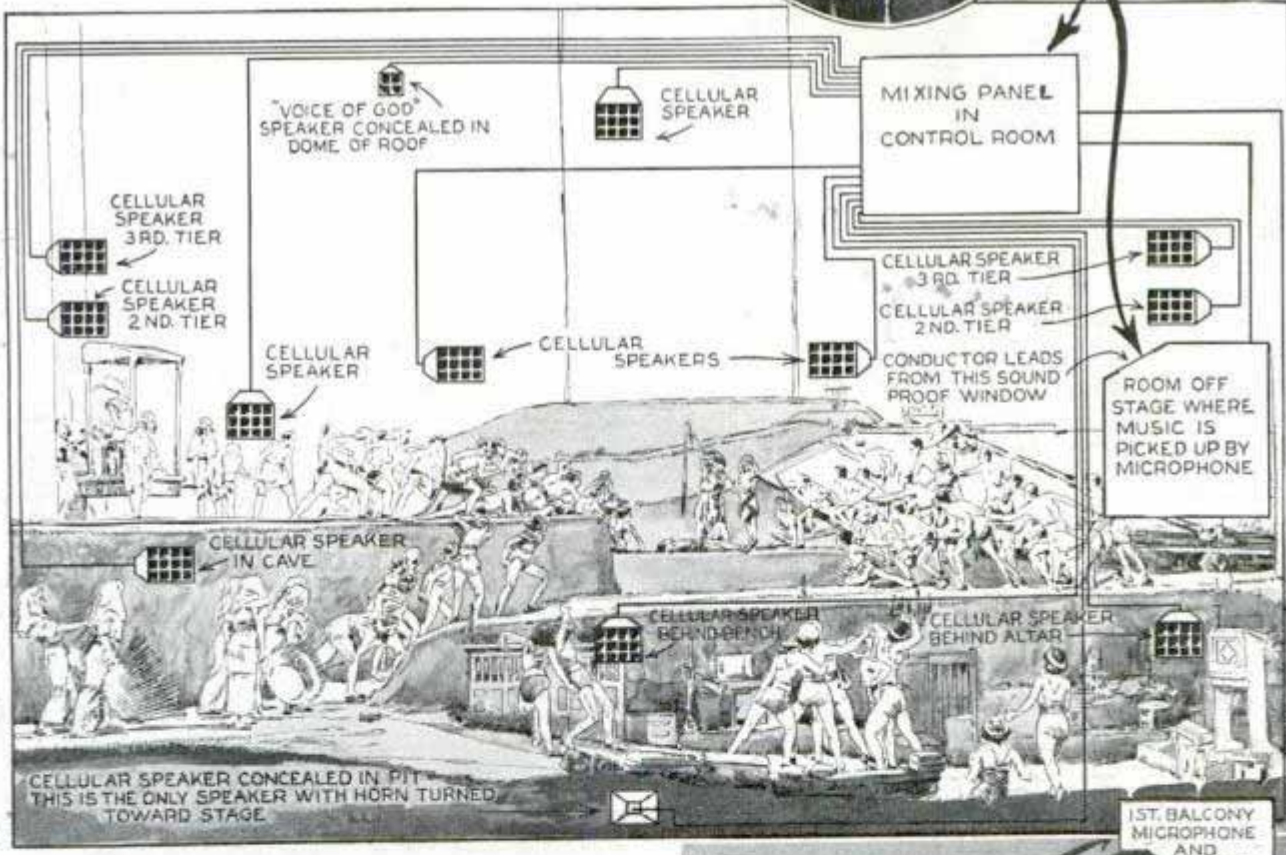 "VOICE OF GOD"
SPEAKER CONCEALED IN
DOME OF ROOF
CELLULAR
SPEAKER
MIXING PANEL
IN
CONTROL ROOM
CELLULAR
SPEAKER
3RD. TIER
CELLULAR
SPEAKER
2ND. TIER
CELLULAR
SPEAKER
CELLULAR
SPEAKERS
CELLULAR SPEAKER
3RD. TIER
CELLULAR SPEAKER
2ND. TIER
CONDUCTOR LEADS
FROM THIS SOUND
PROOF WINDOW
ROOM OFF
STAGE WHERE
MUSIC IS
PICKED UP BY
MICROPHONE
CELLULAR SPEAKER
IN CAVE
CELLULAR SPEAKER
BEHIND BENCH
CELLULAR SPEAKER
BEHIND ALTAR
CELLULAR SPEAKER CONCEALED IN PIT
THIS IS THE ONLY SPEAKER WITH HORN TURNED
TOWARD STAGE
1ST. BALCONY
MICROPHONE
AND